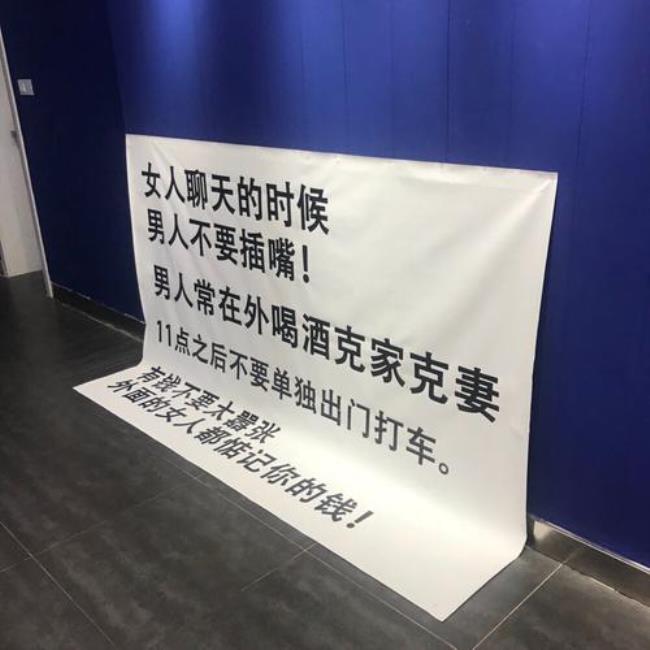 女人聊天的时候
男人不要插嘴！
男人常在外喝酒克家克妻
11点之后不要单独出门打车。
有钱不要太嚣张
外面的女人都惦记你的钱！